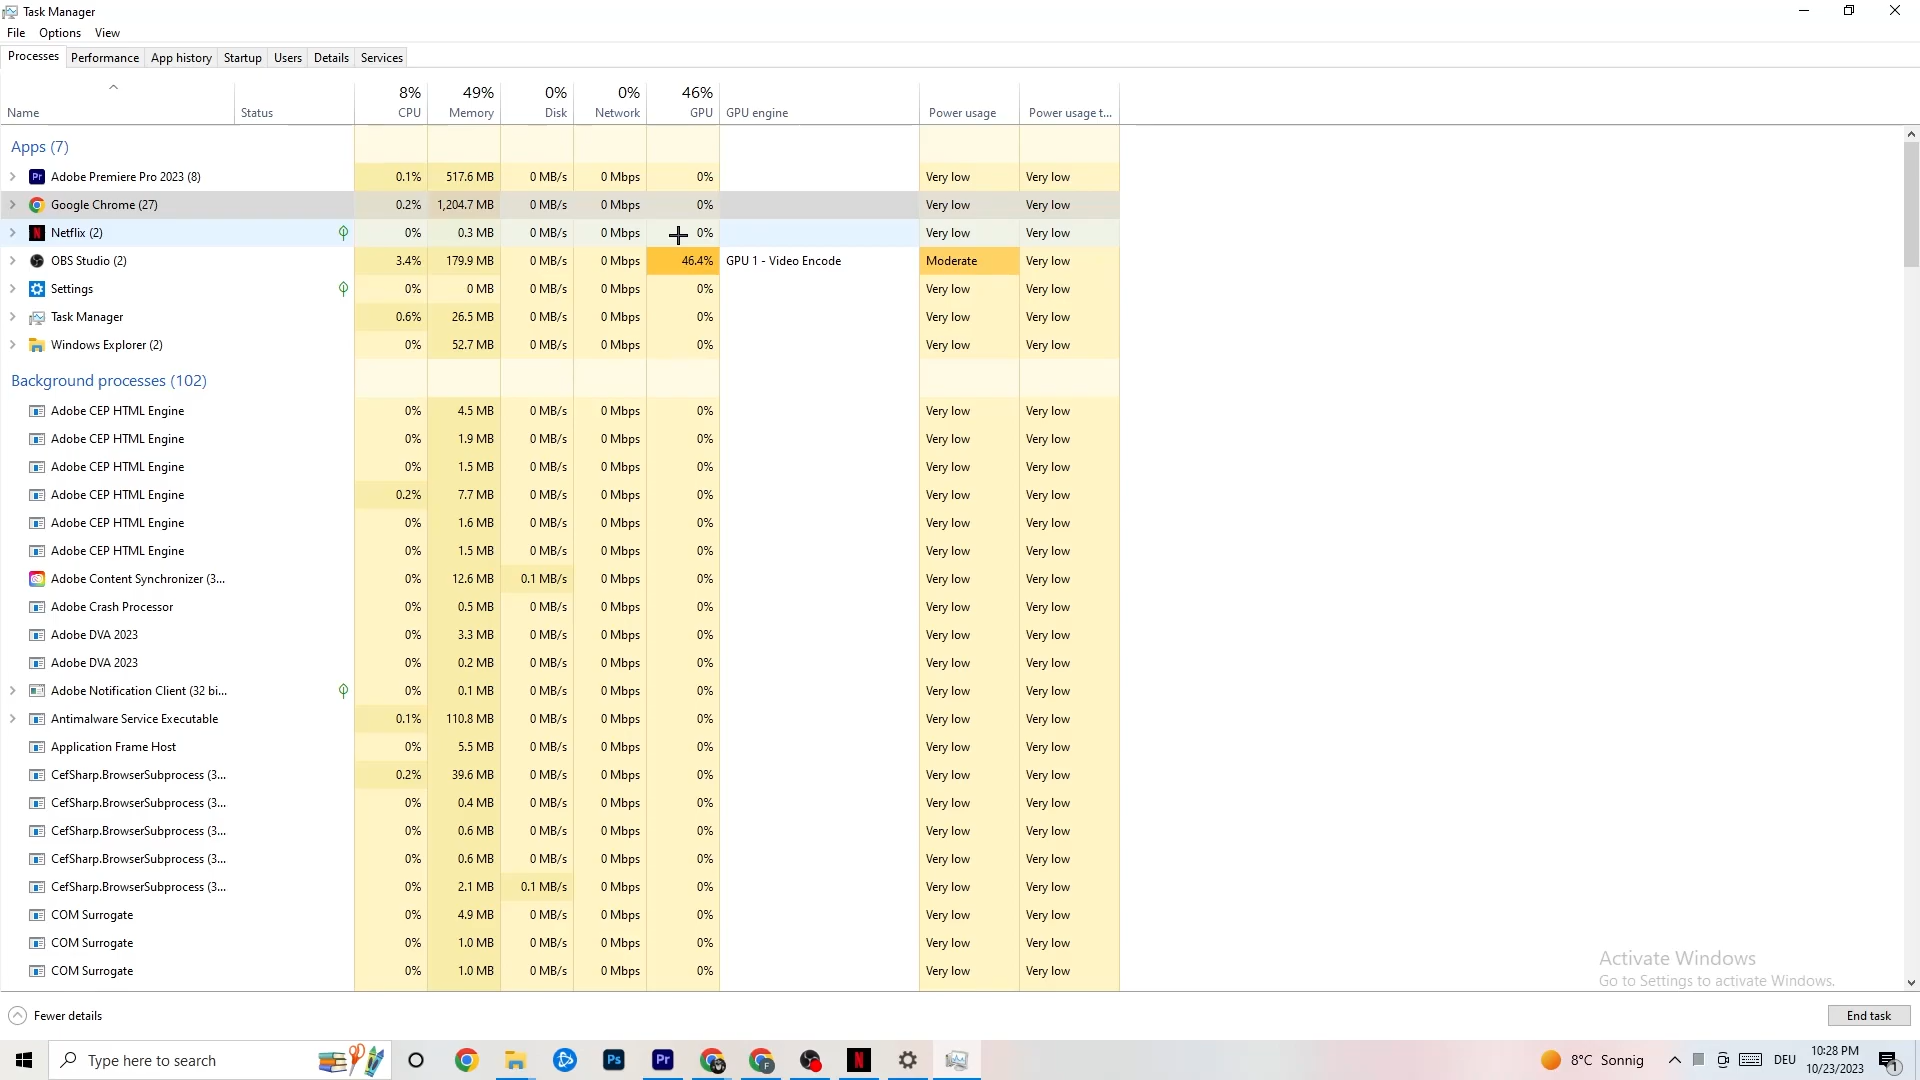 Task Manager
File Options View
Processes Performance App history Startup Users Details Services
8% 49% 0% 0% 46%
Name Status CPU Memory Disk Network GPU GPU engine Power usage Power usage t...
Apps (7)
Pr Adobe Premiere Pro 2023 (8) 0.1% 517.6 MB 0 MB/s 0 Mbps 0% Very low Very low
Google Chrome (27) 0.2% 1,204.7 MB 0 MB/s 0 Mbps 0% Very low Very low
N Netflix (2) 0% 0.3 MB 0 MB/s 0 Mbps 0% Very low Very low
OBS Studio (2) 3.4% 179.9 MB 0 MB/s 0 Mbps 46.4% GPU 1 - Video Encode Moderate Very low
Settings 0% 0 MB 0 MB/s 0 Mbps 0% Very low Very low
Task Manager 0.6% 26.5 MB 0 MB/s 0 Mbps 0% Very low Very low
Windows Explorer (2) 0% 52.7 MB 0 MB/s 0 Mbps 0% Very low Very low
Background processes (102)
Adobe CEP HTML Engine 0% 4.5 MB 0 MB/s 0 Mbps 0% Very low Very low
Adobe CEP HTML Engine 0% 1.9 MB 0 MB/s 0 Mbps 0% Very low Very low
Adobe CEP HTML Engine 0% 1.5 MB 0 MB/s 0 Mbps 0% Very low Very low
Adobe CEP HTML Engine 0.2% 7.7 MB 0 MB/s 0 Mbps 0% Very low Very low
Adobe CEP HTML Engine 0% 1.6 MB 0 MB/s 0 Mbps 0% Very low Very low
Adobe CEP HTML Engine 0% 1.5 MB 0 MB/s 0 Mbps 0% Very low Very low
Adobe Content Synchronizer (3... 0% 12.6 MB 0.1 MB/s 0 Mbps 0% Very low Very low
Adobe Crash Processor 0% 0.5 MB 0 MB/s 0 Mbps 0% Very low Very low
Adobe DVA 2023 0% 3.3 MB 0 MB/s 0 Mbps 0% Very low Very low
Adobe DVA 2023 0% 0.2 MB 0 MB/s 0 Mbps 0% Very low Very low
Adobe Notification Client (32 bi... 0% 0.1 MB 0 MB/s 0 Mbps 0% Very low Very low
Antimalware Service Executable 0.1% 110.8 MB 0 MB/s 0 Mbps 0% Very low Very low
Application Frame Host 0% 5.5 MB 0 MB/s 0 Mbps 0% Very low Very low
CefSharp.BrowserSubprocess (3... 0.2% 39.6 MB 0 MB/s 0 Mbps 0% Very low Very low
CefSharp.BrowserSubprocess (3... 0% 0.4 MB 0 MB/s 0 Mbps 0% Very low Very low
CefSharp.BrowserSubprocess (3... 0% 0.6 MB 0 MB/s 0 Mbps 0% Very low Very low
CefSharp.BrowserSubprocess (3... 0% 0.6 MB 0 MB/s 0 Mbps 0% Very low Very low
CefSharp.BrowserSubprocess (3... 0% 2.1 MB 0.1 MB/s 0 Mbps 0% Very low Very low
COM Surrogate 0% 4.9 MB 0 MB/s 0 Mbps 0% Very low Very low
COM Surrogate 0% 1.0 MB 0 MB/s 0 Mbps 0% Very low Very low
COM Surrogate 0% 1.0 MB 0 MB/s 0 Mbps 0% Very low Very low
Activate Windows
Go to Settings to activate Windows.
Fewer details End task
Type here to search Ps Pr F N 8°C Sonnig DEU 10:28 PM
10/23/2023 1